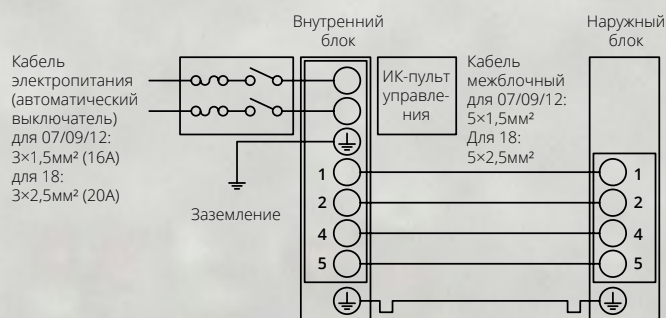 Внутренний
блок
Наружный
блок
Кабель
электропитания
(автоматический
выключатель)
для 07/09/12:
3×1,5мм² (16А)
для 18:
3×2,5мм² (20А)
ИК-пульт
управле-
ния
Кабель
межблочный
для 07/09/12:
5×1,5мм²
Для 18:
5×2,5мм²
Заземление
1
2
4
5
1
2
4
5